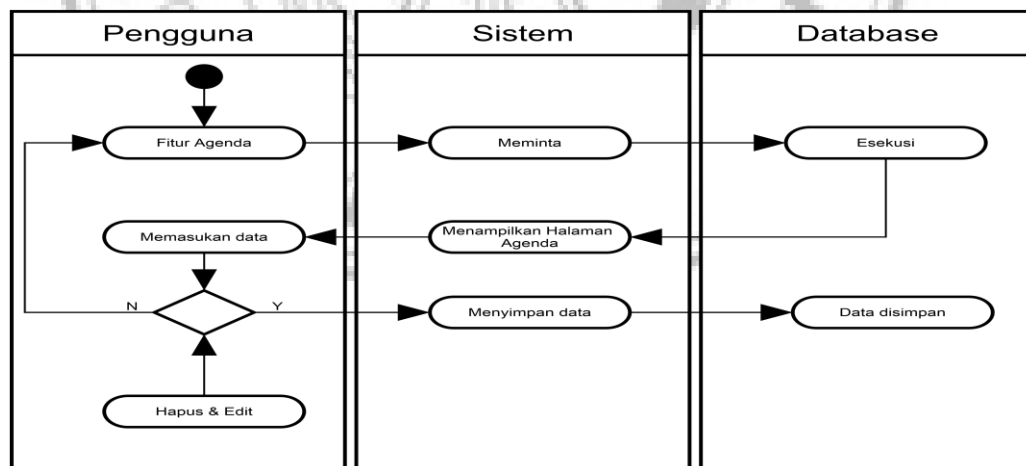 Pengguna
Sistem
Database
Fitur Agenda
Meminta
Esekusi
Memasukan data
Menampilkan Halaman
Agenda
N
Y
Menyimpan data
Data disimpan
Hapus & Edit